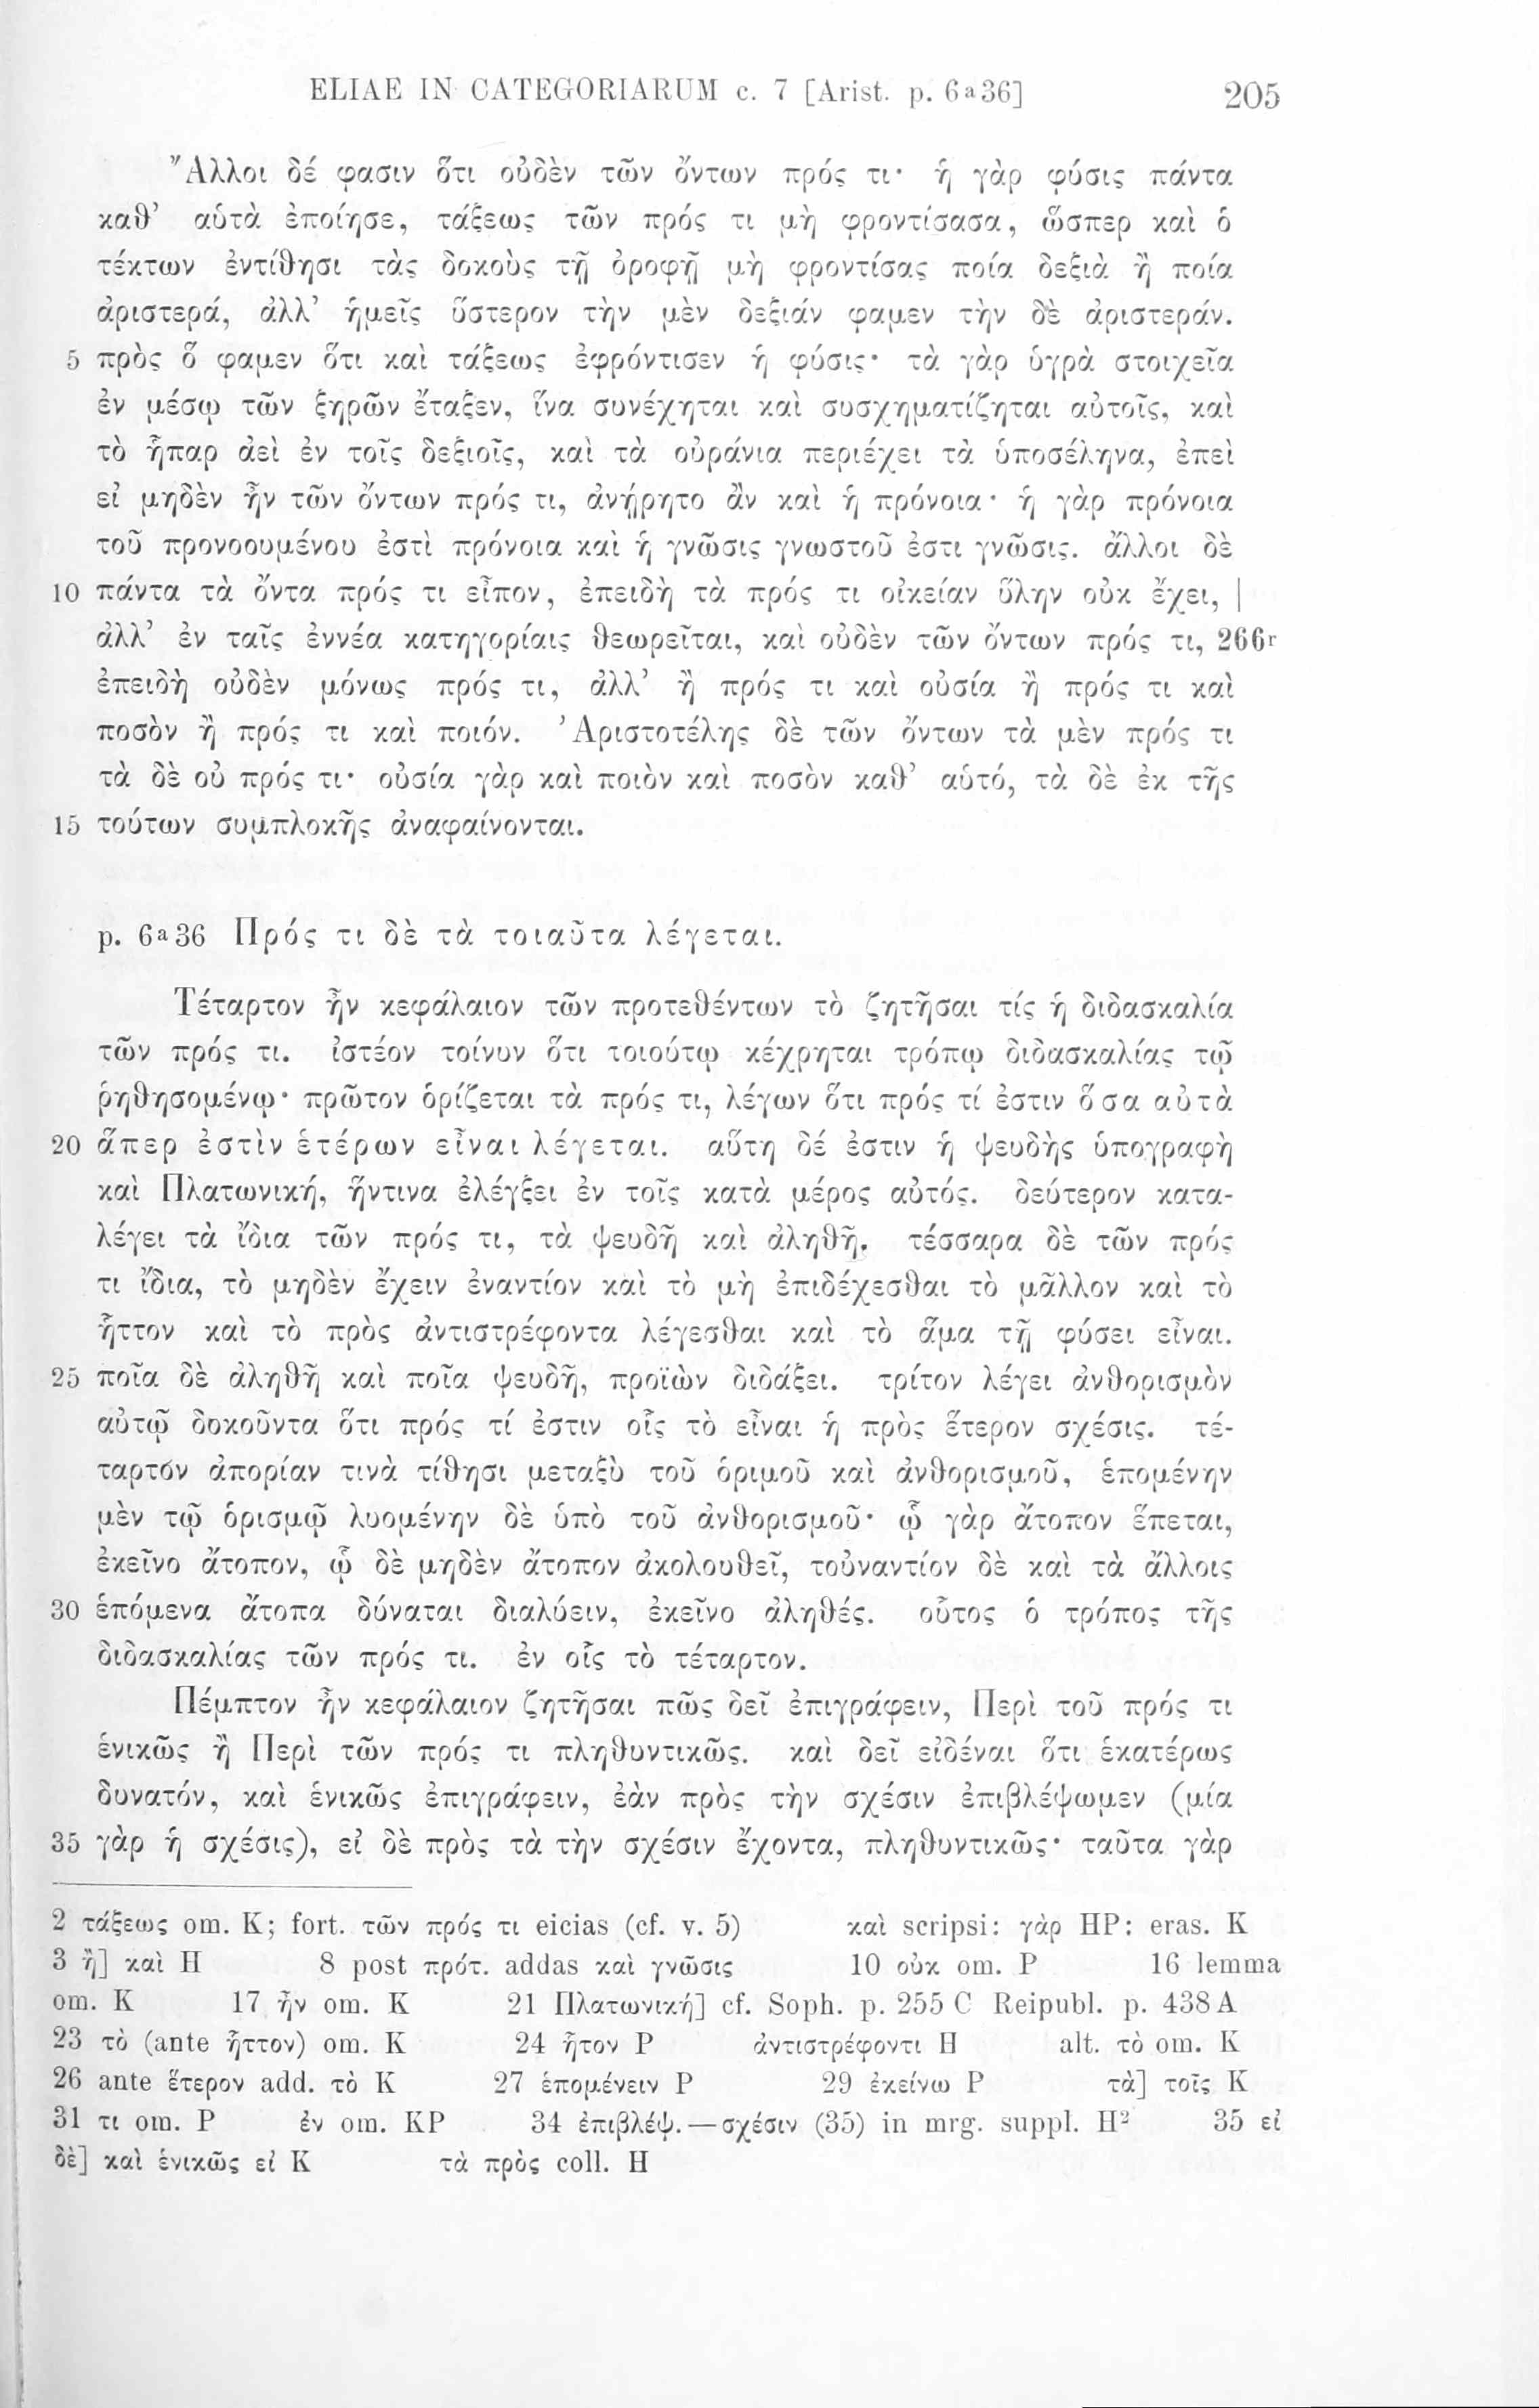 ELIAE IN CATEGORIARUM c. 7 [Arist. p. 6a36] 205
Ἄλλοι δέ φασιν ὅτι οὐδὲν τῶν ὄντων πρός τι· ἡ γὰρ φύσις πάντα
καθ’ αὑτὰ ἐποίησε, τάξεως τῶν πρός τι μὴ φροντίσασα, ὥσπερ καὶ ὁ
τέκτων ἐντίθησι τὰς δοκοὺς τῇ ὀροφῇ μὴ φροντίσας ποία δεξιὰ ἢ ποία
ἀριστερά, ἀλλ’ ἡμεῖς ὕστερον τὴν μὲν δεξιάν φαμεν τὴν δὲ ἀριστεράν.
5 πρὸς ὅ φαμεν ὅτι καὶ τάξεως ἐφρόντισεν ἡ φύσις· τὰ γὰρ ὑγρὰ στοιχεῖα
ἐν μέσῳ τῶν ξηρῶν ἔταξεν, ἵνα συνέχηται καὶ συσχηματίζηται αὐτοῖς, καὶ
τὸ ἧπαρ ἀεὶ ἐν τοῖς δεξιοῖς, καὶ τὰ οὐράνια περιέχει τὰ ὑποσέληνα, ἐπεὶ
εἰ μηδὲν ἦν τῶν ὄντων πρός τι, ἀνῄρητο ἂν καὶ ἡ πρόνοια· ἡ γὰρ πρόνοια
τοῦ προνοουμένου ἐστὶ πρόνοια καὶ ἡ γνῶσις γνωστοῦ ἐστι γνῶσις. ἄλλοι δὲ
10 πάντα τὰ ὄντα πρός τι εἶπον, ἐπειδὴ τὰ πρός τι οἰκείαν ὕλην οὐκ ἔχει, |
ἀλλ’ ἐν ταῖς ἐννέα κατηγορίαις θεωρεῖται, καὶ οὐδὲν τῶν ὄντων πρός τι, 266r
ἐπειδὴ οὐδὲν μόνως πρός τι, ἀλλ’ ἢ πρός τι καὶ οὐσία ἢ πρός τι καὶ
ποσὸν ἢ πρός τι καὶ ποιόν. Ἀριστοτέλης δὲ τῶν ὄντων τὰ μὲν πρός τι
τὰ δὲ οὐ πρός τι· οὐσία γὰρ καὶ ποιὸν καὶ ποσὸν καθ’ αὑτό, τὰ δὲ ἐκ τῆς
15 τούτων συμπλοκῆς ἀναφαίνονται.
p. 6a36 Πρός τι δὲ τὰ τοιαῦτα λέγεται.
Τέταρτον ἦν κεφάλαιον τῶν προτεθέντων τὸ ζητῆσαι τίς ἡ διδασκαλία
τῶν πρός τι. ἰστέον τοίνυν ὅτι τοιούτῳ κέχρηται τρόπῳ διδασκαλίας τῷ
ῥηθησομένῳ· πρῶτον ὁρίζεται τὰ πρός τι, λέγων ὅτι πρός τί ἐστιν ὅσα αὐτὰ
20 ἅπερ ἐστὶν ἑτέρων εἶναι λέγεται. αὕτη δέ ἐστιν ἡ ψευδὴς ὑπογραφὴ
καὶ Πλατωνική, ἥντινα ἐλέγξει ἐν τοῖς κατὰ μέρος αὐτός. δεύτερον κατα-
λέγει τὰ ἴδια τῶν πρός τι, τὰ ψευδῆ καὶ ἀληθῆ. τέσσαρα δὲ τῶν πρός
τι ἴδια, τὸ μηδὲν ἔχειν ἐναντίον καὶ τὸ μὴ ἐπιδέχεσθαι τὸ μᾶλλον καὶ τὸ
ἧττον καὶ τὸ πρὸς ἀντιστρέφοντα λέγεσθαι καὶ τὸ ἅμα τῇ φύσει εἶναι.
25 ποῖα δὲ ἀληθῆ καὶ ποῖα ψευδῆ, προϊὼν διδάξει. τρίτον λέγει ἀνθορισμὸν
αὐτῷ δοκοῦντα ὅτι πρός τί ἐστιν οἷς τὸ εἶναι ἡ πρὸς ἕτερον σχέσις. τέ-
ταρτον ἀπορίαν τινὰ τίθησι μεταξὺ τοῦ ὁριμοῦ καὶ ἀνθορισμοῦ, ἑπομένην
μὲν τῷ ὁρισμῷ λυομένην δὲ ὑπὸ τοῦ ἀνθορισμοῦ· ᾧ γὰρ ἄτοπον ἕπεται,
ἐκεῖνο ἄτοπον, ᾧ δὲ μηδὲν ἄτοπον ἀκολουθεῖ, τοὐναντίον δὲ καὶ τὰ ἄλλοις
30 ἑπόμενα ἄτοπα δύναται διαλύειν, ἐκεῖνο ἀληθές. οὗτος ὁ τρόπος τῆς
διδασκαλίας τῶν πρός τι. ἐν οἷς τὸ τέταρτον.
Πέμπτον ἦν κεφάλαιον ζητῆσαι πῶς δεῖ ἐπιγράφειν, Περὶ τοῦ πρός τι
ἑνικῶς ἢ Περὶ τῶν πρός τι πληθυντικῶς. καὶ δεῖ εἰδέναι ὅτι ἑκατέρως
δυνατόν, καὶ ἑνικῶς ἐπιγράφειν, ἐὰν πρὸς τὴν σχέσιν ἐπιβλέψωμεν (μία
35 γὰρ ἡ σχέσις), εἰ δὲ πρὸς τὰ τὴν σχέσιν ἔχοντα, πληθυντικῶς· ταῦτα γὰρ
2 τάξεως om. K; fort. τῶν πρός τι eicias (cf. v. 5) καὶ scripsi: γὰρ HP: eras. K
3 ἢ] καὶ H 8 post πρότ. addas καὶ γνῶσις 10 οὐκ om. P 16 lemma
om. K 17 ἦν om. K 21 Πλατωνική] cf. Soph. p. 255 C Reipubl. p. 438 A
23 τὸ (ante ἧττον) om. K 24 ἧτον P ἀντιστρέφοντι H alt. τὸ om. K
26 ante ἕτερον add. τὸ K 27 ἑπομένειν P 29 ἐκείνω P τὰ] τοῖς K
31 τι om. P ἐν om. KP 34 ἐπιβλέψ. — σχέσιν (35) in mrg. suppl. H² 35 εἰ
δὲ] καὶ ἑνικῶς εἰ K τὰ πρὸς coll. H